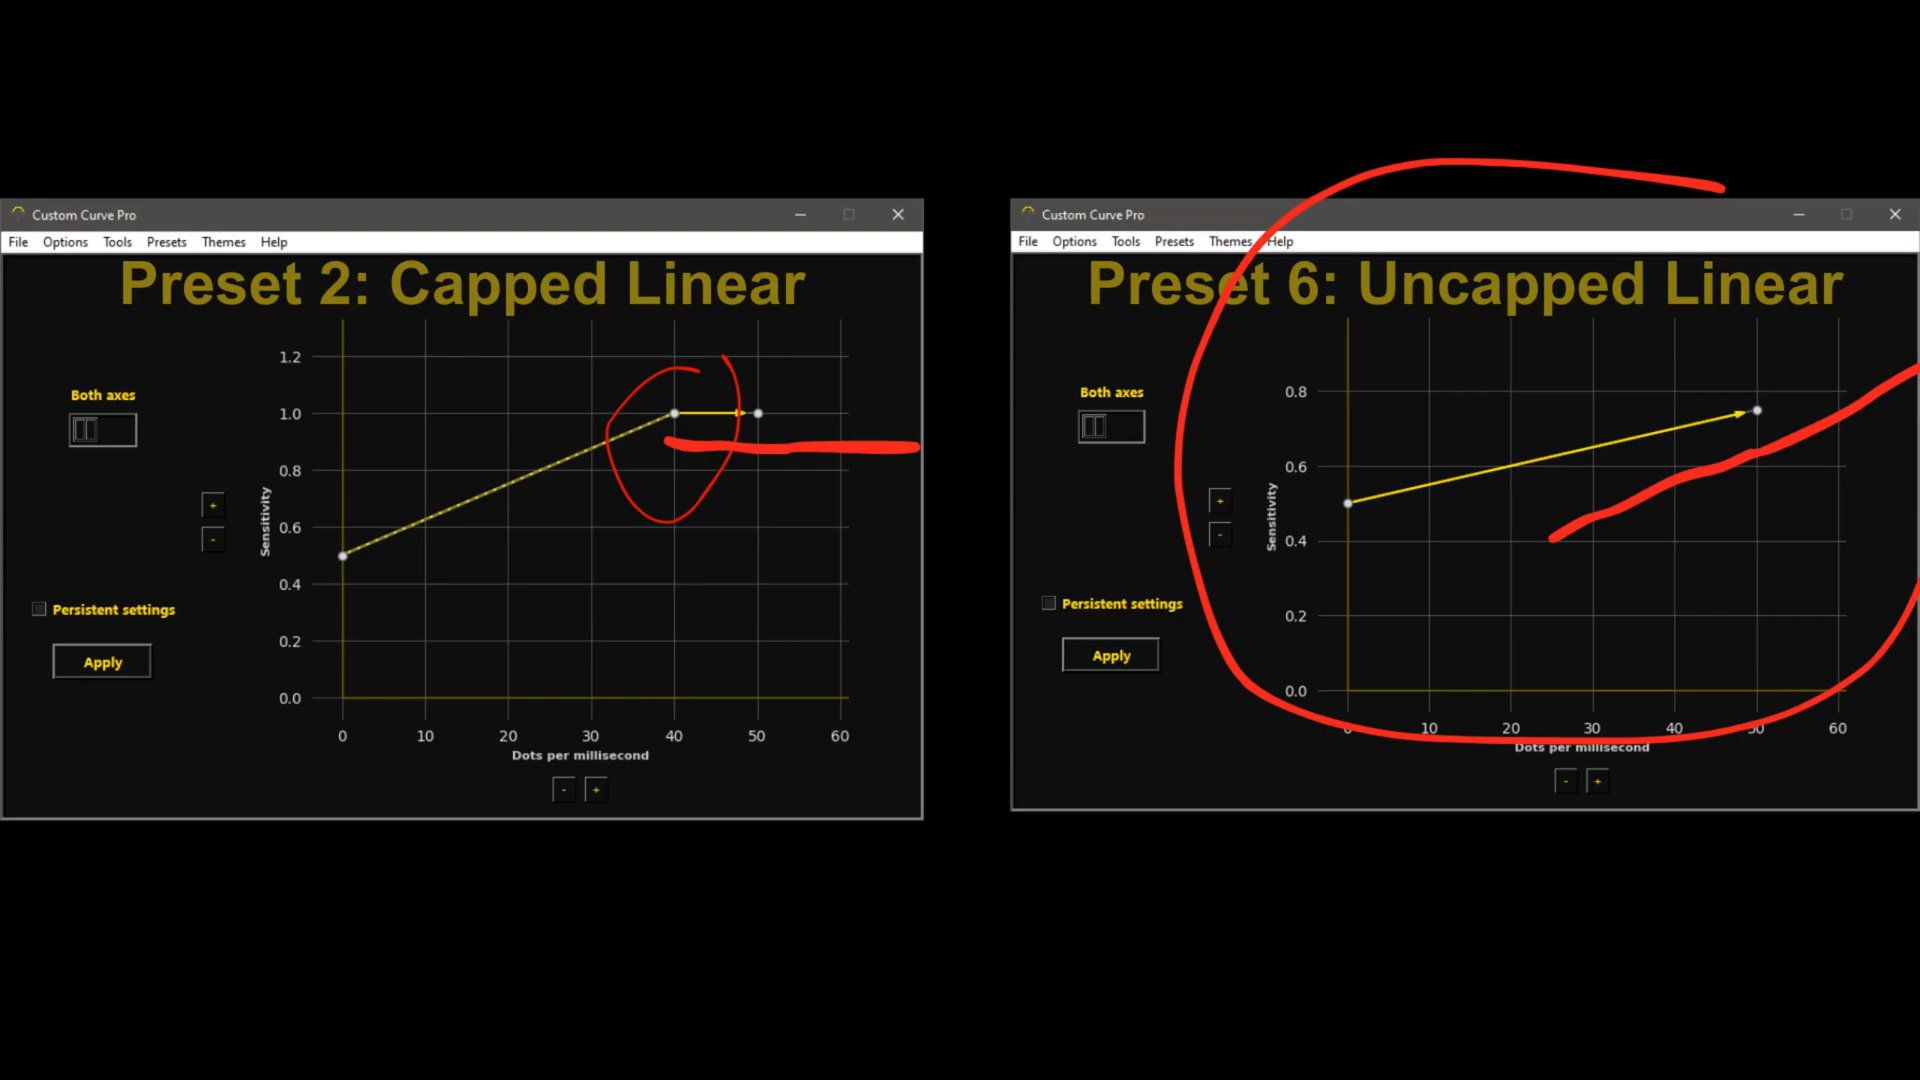 Custom Curve Pro
File Options Tools Presets Themes Help
Preset 2: Capped Linear
Both axes
+
-
Persistent settings
Apply
Sensitivity
1.2
1.0
0.8
0.6
0.4
0.2
0.0
0 10 20 30 40 50 60
Dots per millisecond
- +
Custom Curve Pro
File Options Tools Presets Themes Help
Preset 6: Uncapped Linear
Both axes
+
-
Persistent settings
Apply
Sensitivity
0.8
0.6
0.4
0.2
0.0
0 10 20 30 40 50 60
Dots per millisecond
- +